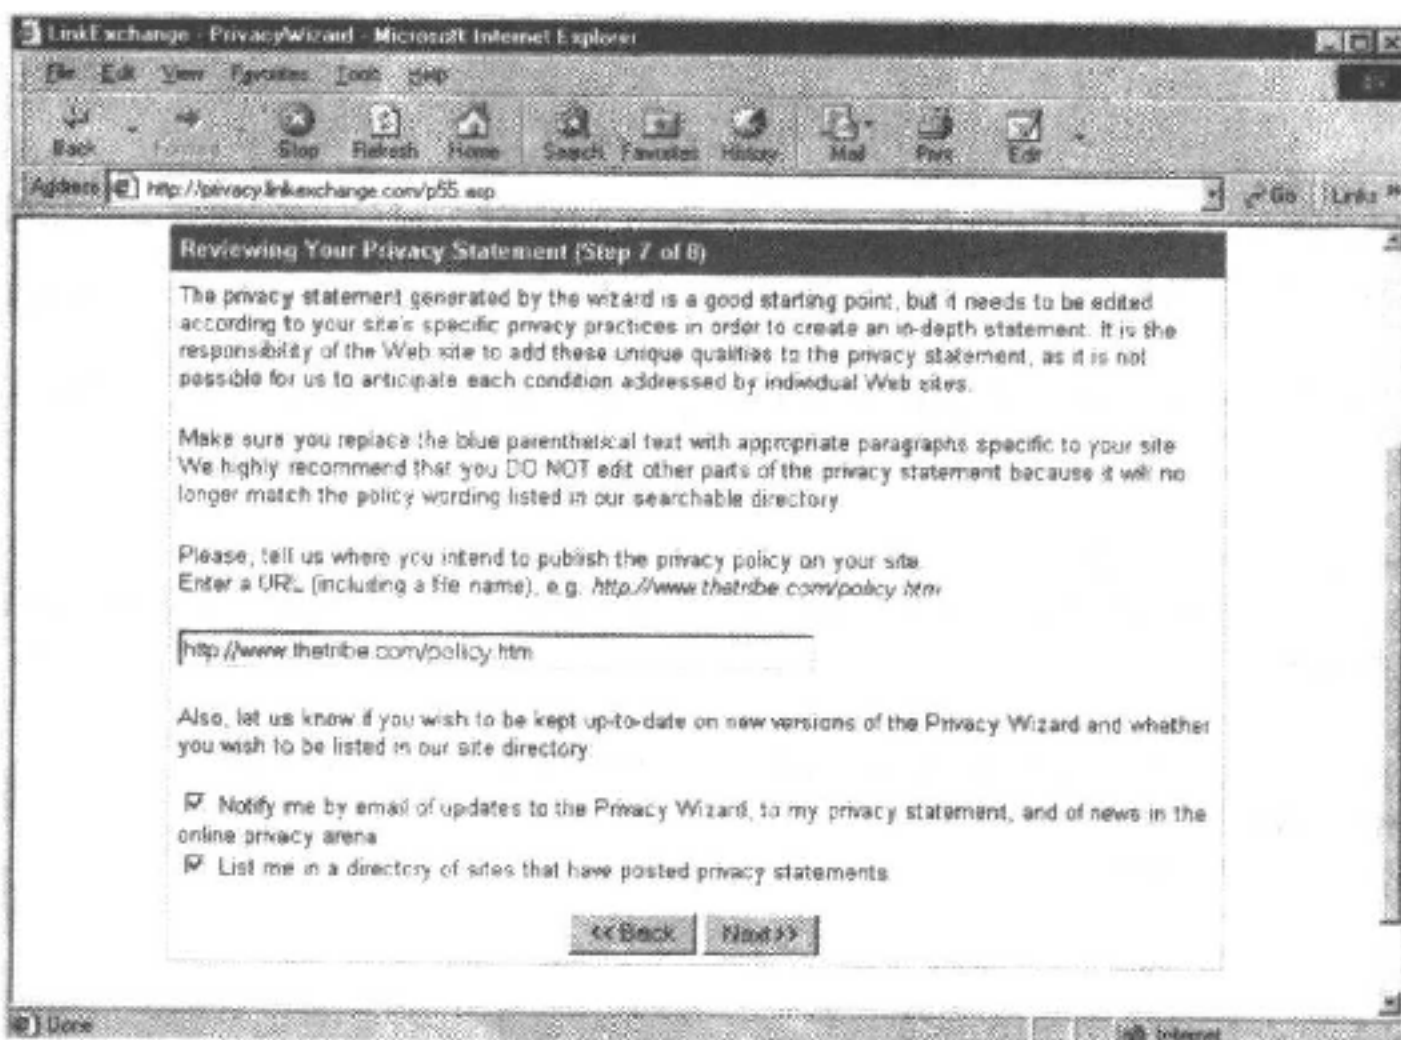 LinkExchange - PrivacyWizard - Microsoft Internet Explorer
File Edit View Favorites Tools Help
Back Forward Stop Refresh Home Search Favorites History Mail Print Edit
Address http://privacy.linkexchange.com/p55.asp Go Links »
Reviewing Your Privacy Statement (Step 7 of 8)
The privacy statement generated by the wizard is a good starting point, but it needs to be edited
according to your site's specific privacy practices in order to create an in-depth statement. It is the
responsibility of the Web site to add these unique qualities to the privacy statement, as it is not
possible for us to anticipate each condition addressed by individual Web sites.
Make sure you replace the blue parenthetical text with appropriate paragraphs specific to your site
We highly recommend that you DO NOT edit other parts of the privacy statement because it will no
longer match the policy wording listed in our searchable directory
Please, tell us where you intend to publish the privacy policy on your site.
Enter a URL (including a file name), e.g. http://www.thetribe.com/policy.htm
http://www.thetribe.com/policy.htm
Also, let us know if you wish to be kept up-to-date on new versions of the Privacy Wizard and whether
you wish to be listed in our site directory
Notify me by email of updates to the Privacy Wizard, to my privacy statement, and of news in the
online privacy arena
List me in a directory of sites that have posted privacy statements
<< Back Next >>
Done Internet